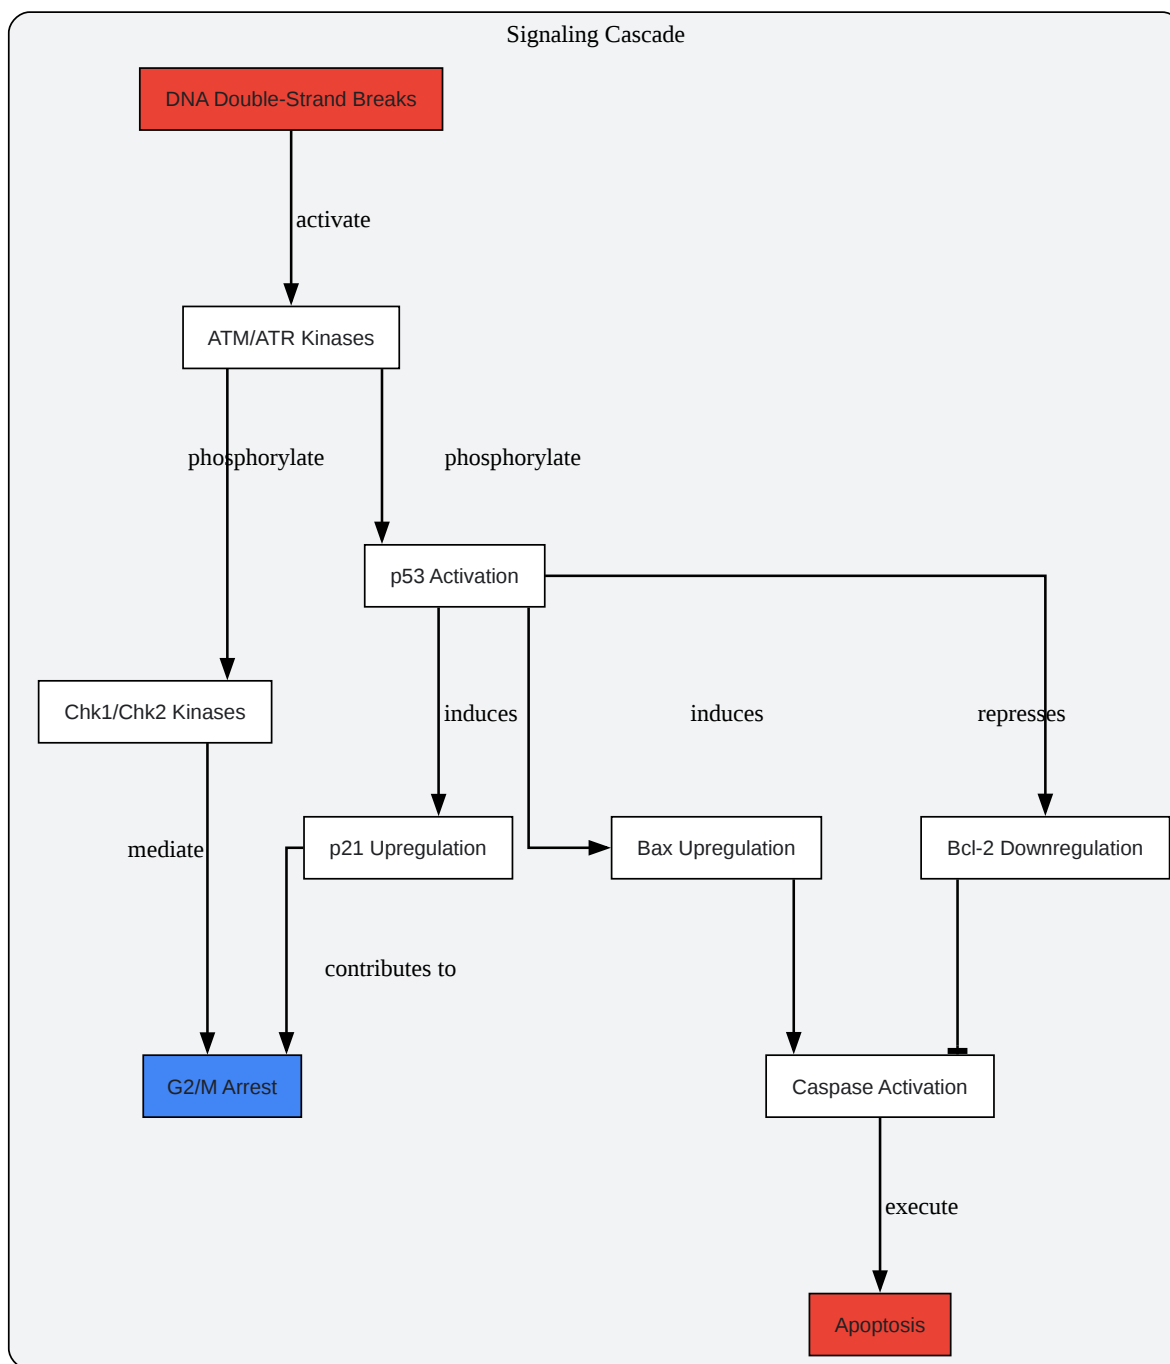 Signaling Cascade
DNA Double-Strand Breaks
activate
ATM/ATR Kinases
phosphorylate
phosphorylate
p53 Activation
Chk1/Chk2 Kinases
induces
induces
represses
mediate
p21 Upregulation
Bax Upregulation
Bcl-2 Downregulation
contributes to
G2/M Arrest
Caspase Activation
execute
Apoptosis